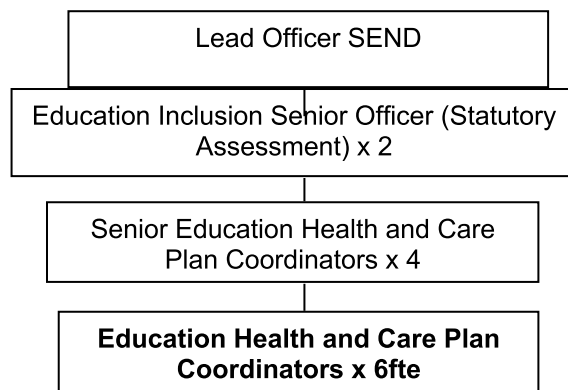 Lead Officer SEND
Education Inclusion Senior Officer (Statutory
Assessment) x 2
Senior Education Health and Care
Plan Coordinators x 4
Education Health and Care Plan
Coordinators x 6fte